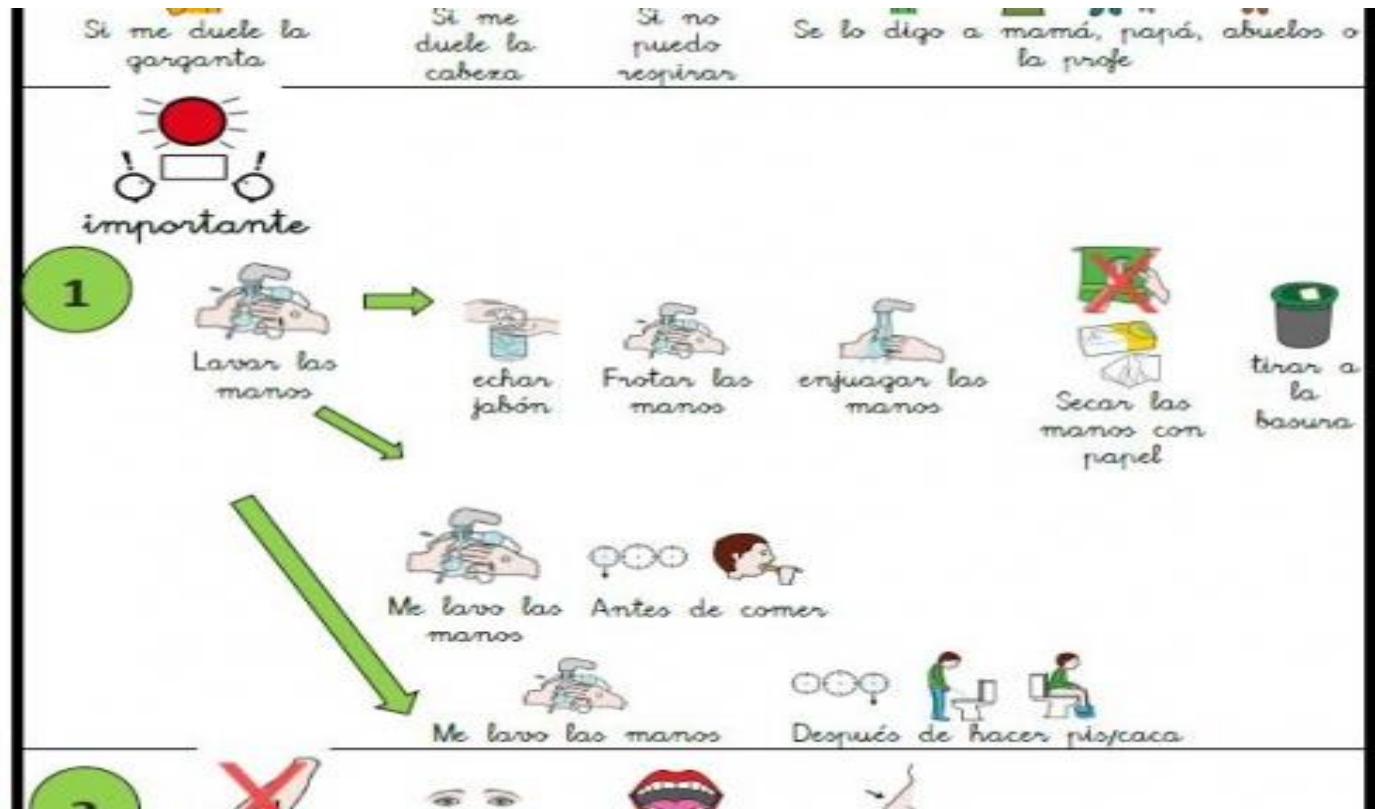 Si me duele la
garganta
Si me
duele la
cabeza
Si no
puedo
respirar
Se lo digo a mamá, papá, abuelos o
la profe
importante
1
Lavar las
manos
echar
jabón
Frotar las
manos
enjuagar las
manos
Secar las
manos con
papel
tirar a
la
basura
Me lavo las
manos
Antes de comer
Me lavo las manos
Después de hacer pis/caca